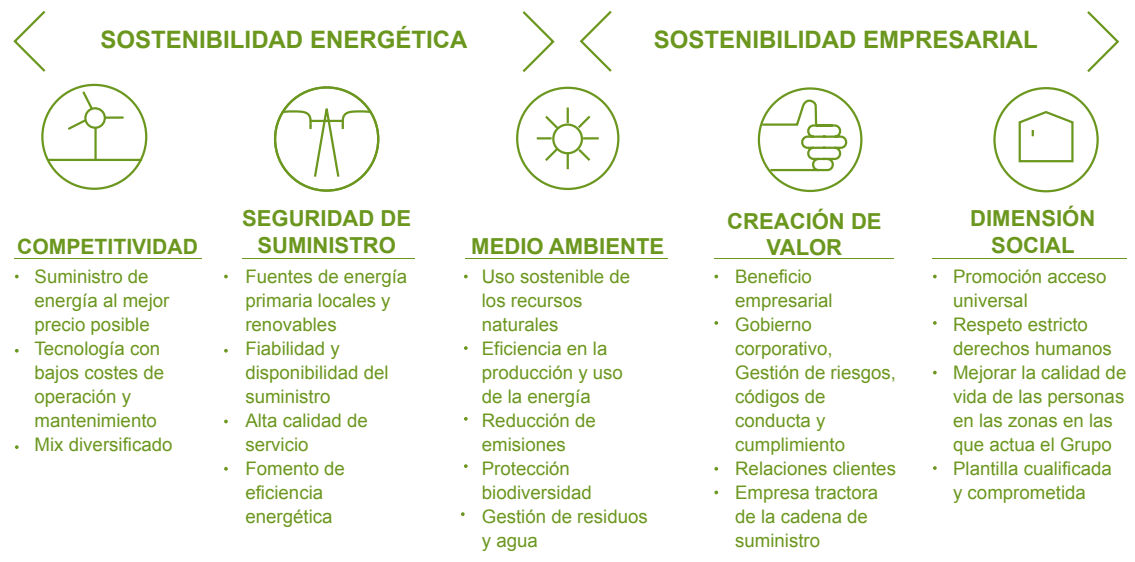 SOSTENIBILIDAD ENERGÉTICA
SOSTENIBILIDAD EMPRESARIAL
COMPETITIVIDAD
• Suministro de
energía al mejor
precio posible
• Tecnología con
bajos costes de
operación y
mantenimiento
• Mix diversificado
SEGURIDAD DE
SUMINISTRO
• Fuentes de energía
primaria locales y
renovables
• Fiabilidad y
disponibilidad del
suministro
• Alta calidad de
servicio
• Fomento de
eficiencia
energética
MEDIO AMBIENTE
• Uso sostenible de
los recursos
naturales
• Eficiencia en la
producción y uso
de la energía
• Reducción de
emisiones
• Protección
biodiversidad
• Gestión de residuos
y agua
CREACIÓN DE
VALOR
• Beneficio
empresarial
• Gobierno
corporativo,
Gestión de riesgos,
códigos de
conducta y
cumplimiento
• Relaciones clientes
• Empresa tractora
de la cadena de
suministro
DIMENSIÓN
SOCIAL
• Promoción acceso
universal
• Respeto estricto
derechos humanos
• Mejorar la calidad de
vida de las personas
en las zonas en las
que actua el Grupo
• Plantilla cualificada
y comprometida